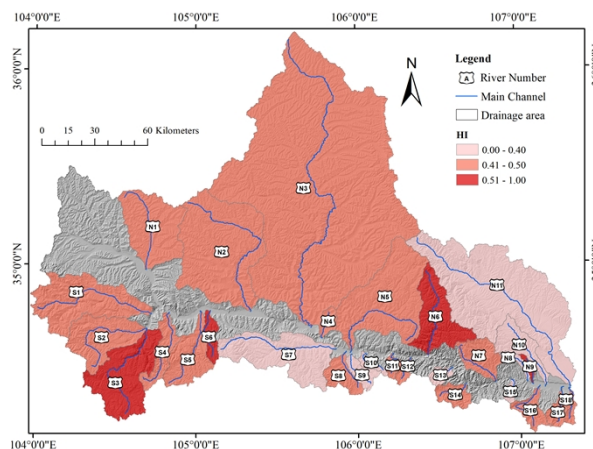 104°0'0"E 105°0'0"E 106°0'0"E 107°0'0"E
36°0'0"N
35°0'0"N
0 30 60 Kilometers
N
Legend
A River Number
Main Channel
Drainage area
HI
0.00 - 0.40
0.41 - 0.50
0.51 - 1.00
N1
N2
N3
N4
N5
N6
N7
N8
N9
N10
N11
S1
S2
S3
S4
S5
S6
S7
S8
S9
S10
S11
S12
S13
S14
S15
S16
S17
S18
104°0'0"E 105°0'0"E 106°0'0"E 107°0'0"E